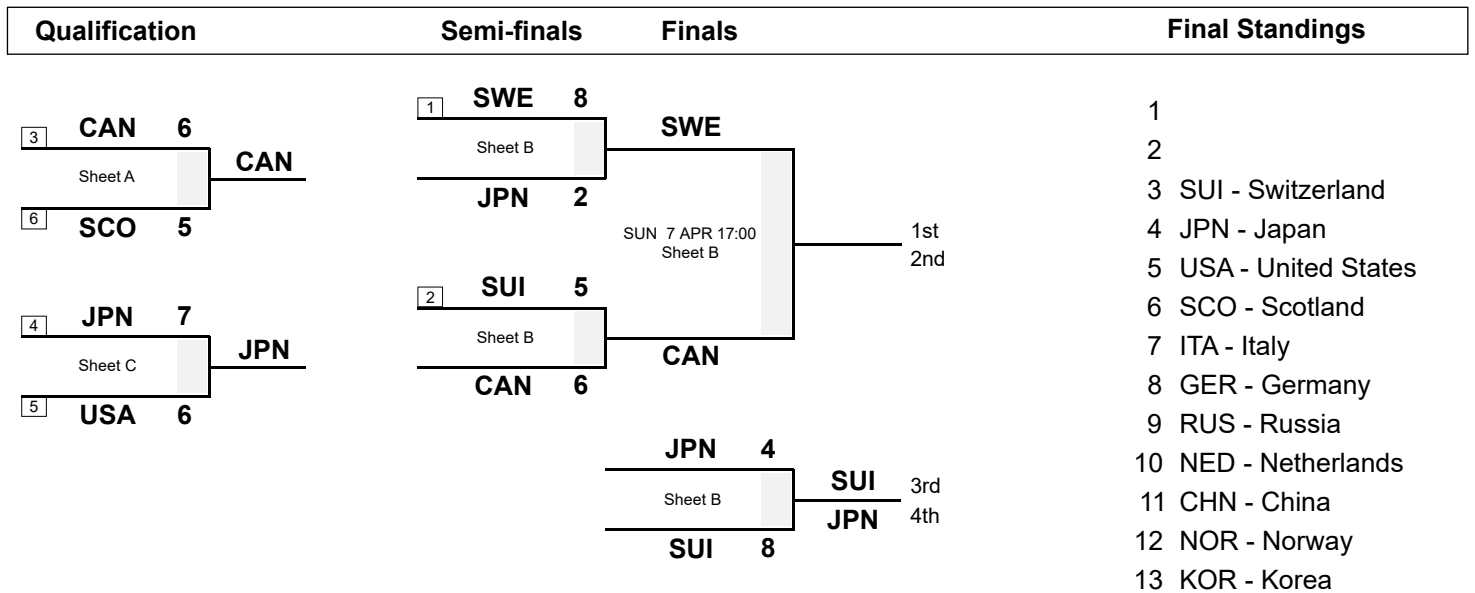 Qualification Semi-finals Finals Final Standings
3 CAN 6
Sheet A
CAN
6 SCO 5
4 JPN 7
Sheet C
JPN
5 USA 6
1 SWE 8
Sheet B
JPN 2
2 SUI 5
Sheet B
CAN 6
SWE
SUN 7 APR 17:00
Sheet B
CAN
1st
2nd
JPN 4
Sheet B
SUI 8
SUI 3rd
JPN 4th
1
2
3 SUI - Switzerland
4 JPN - Japan
5 USA - United States
6 SCO - Scotland
7 ITA - Italy
8 GER - Germany
9 RUS - Russia
10 NED - Netherlands
11 CHN - China
12 NOR - Norway
13 KOR - Korea